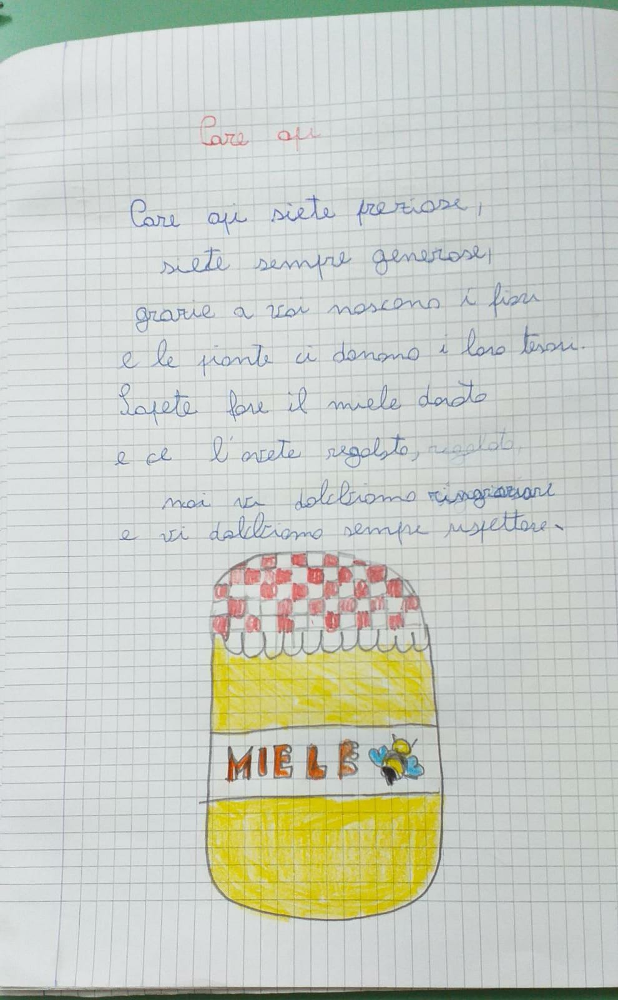 Care api
Care api siete preziose,
siete sempre generose,
grazie a voi nascono i fiori
e le piante ci donano i loro tesori.
Sapete fare il miele dorato
e ce l'avete regalato, regalato,
noi vi dobbiamo ringraziare
e vi dobbiamo sempre rispettare.
MIELE